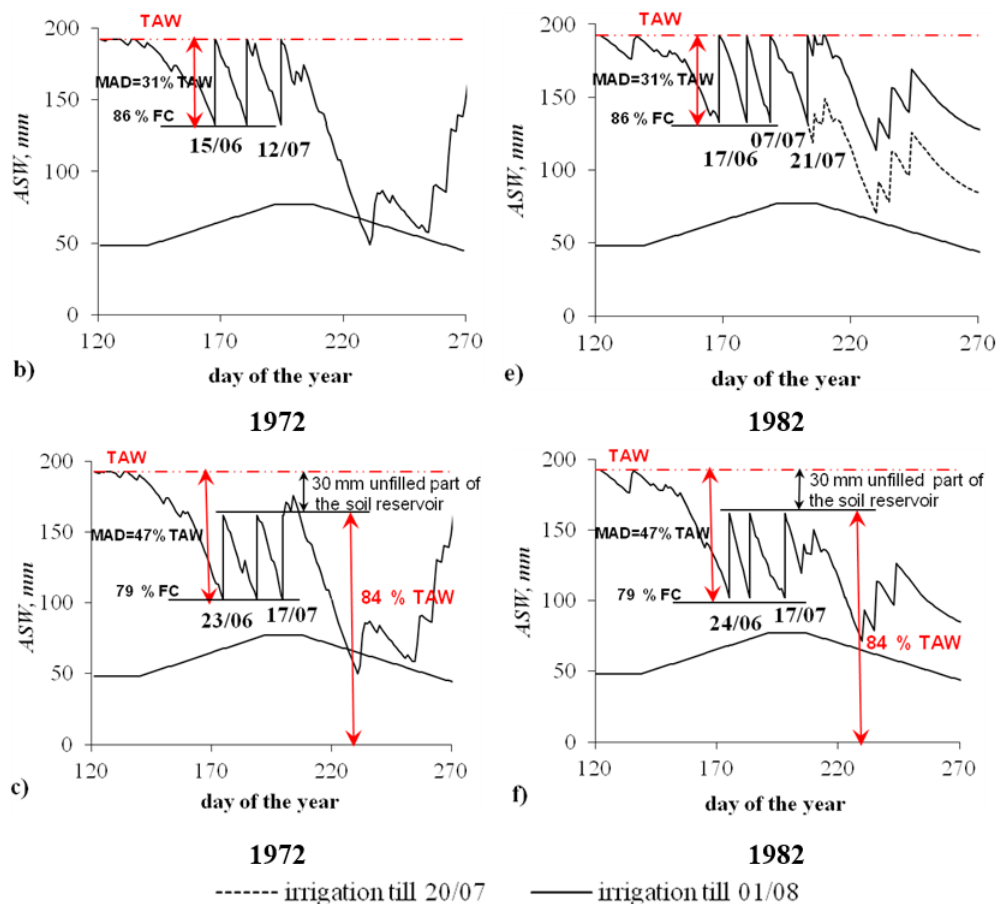 TAW
200
MAD=31% TAW
150
86 % FC
15/06
12/07
ASW, mm
100
50
0
120
170
220
270
b)
day of the year
1972
TAW
200
MAD=31% TAW
150
86 % FC
07/07
17/06
21/07
ASW, mm
100
50
0
120
170
220
270
e)
day of the year
1982
TAW
200
30 mm unfilled part of
the soil reservoir
150
MAD=47% TAW
79 % FC
84 % TAW
23/06
17/07
ASW, mm
100
50
0
120
170
220
270
c)
day of the year
1972
TAW
200
30 mm unfilled part of
the soil reservoir
150
MAD=47% TAW
79 % FC
24/06
17/07
84 % TAW
ASW, mm
100
50
0
120
170
220
270
f)
day of the year
1982
irrigation till 20/07
irrigation till 01/08